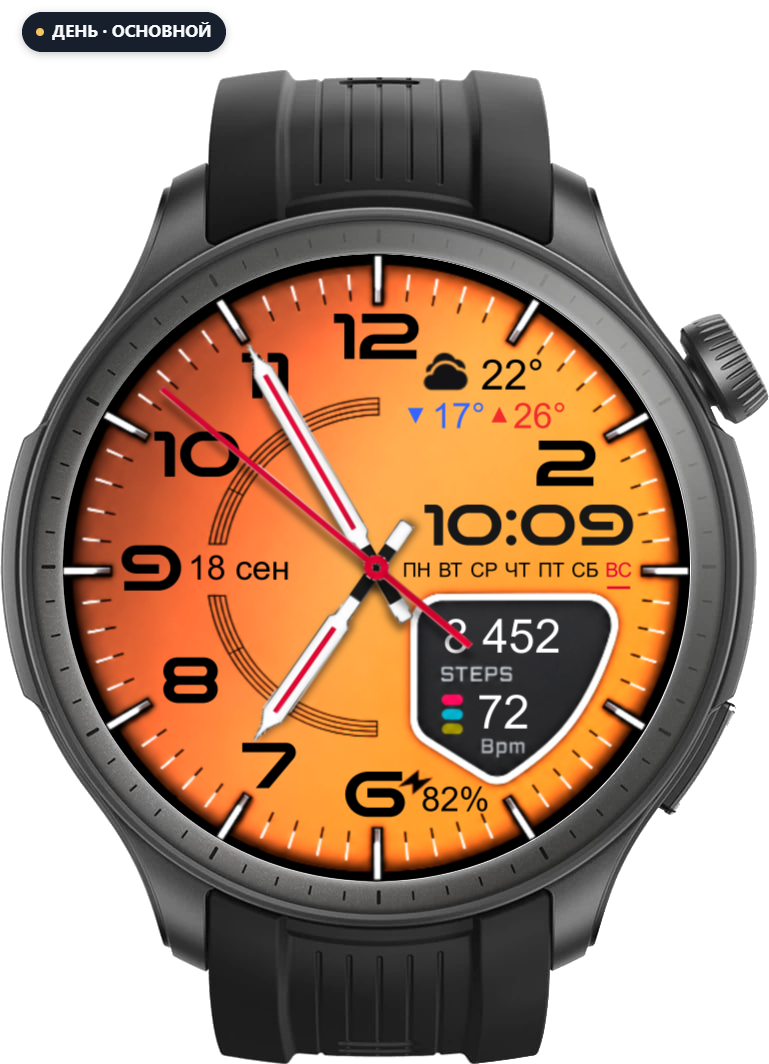 ДЕНЬ · ОСНОВНОЙ
12
11
22°
▼ 17° ▲ 26°
10
2
10:09
9
18 сен
ПН ВТ СР ЧТ ПТ СБ ВС
8 452
STEPS
8
72
Bpm
7
6
82%